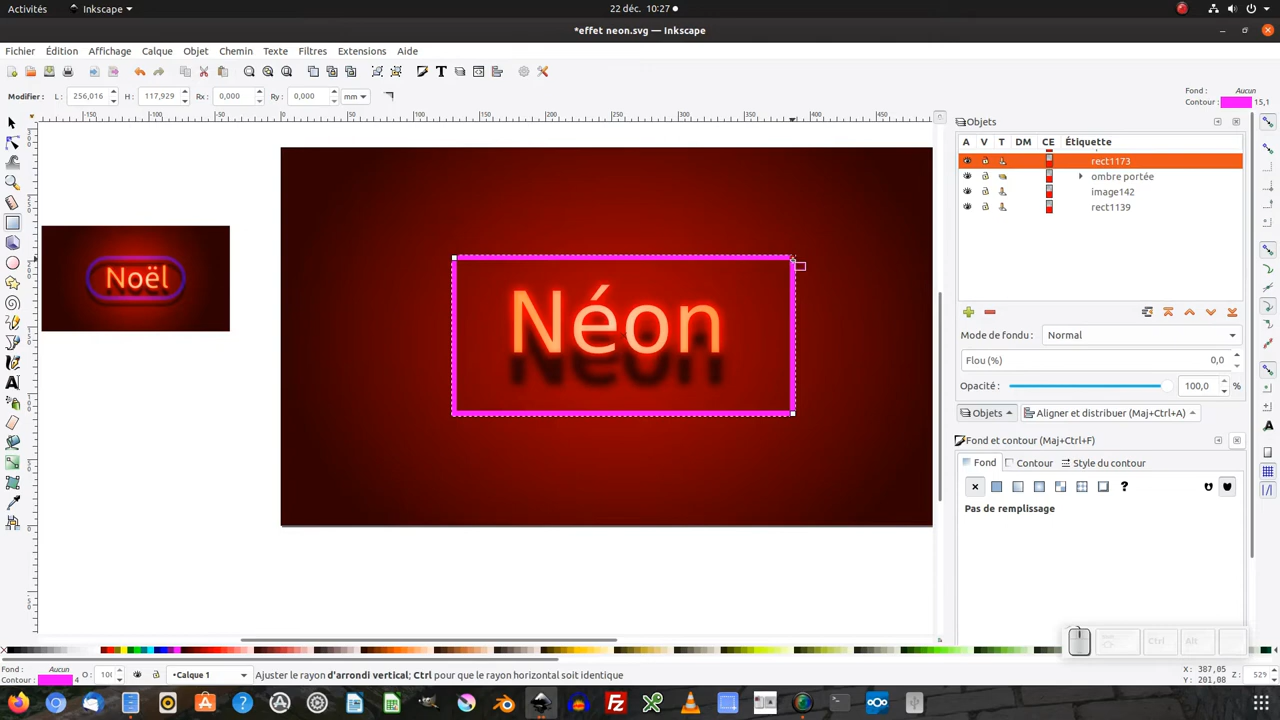 Activités Inkscape 22 déc. 10:27
*effet neon.svg — Inkscape
Fichier Édition Affichage Calque Objet Chemin Texte Filtres Extensions Aide
Modifier : L : 256,016 H : 117,929 Rx : 0,000 Ry : 0,000 mm
Fond : Aucun
Contour : 15,1
Objets
A V T DM CE Étiquette
rect1173
ombre portée
image142
rect1139
Noël
Néon
Mode de fondu : Normal
Flou (%) 0,0
Opacité : 100,0 %
Objets Aligner et distribuer (Maj+Ctrl+A)
Fond et contour (Maj+Ctrl+F)
Fond Contour Style du contour
Pas de remplissage
Ctrl Alt
Fond : Aucun
Contour : 4
O : 100
•Calque 1
Ajuster le rayon d'arrondi vertical; Ctrl pour que le rayon horizontal soit identique
X : 387,05
Y : 201,08
Z : 52%